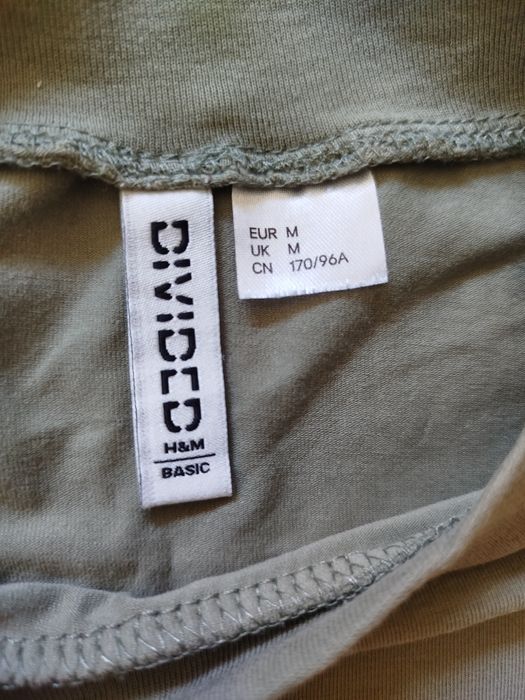 DIVIDED
H&M
BASIC
EUR M
UK M
CN 170/96A